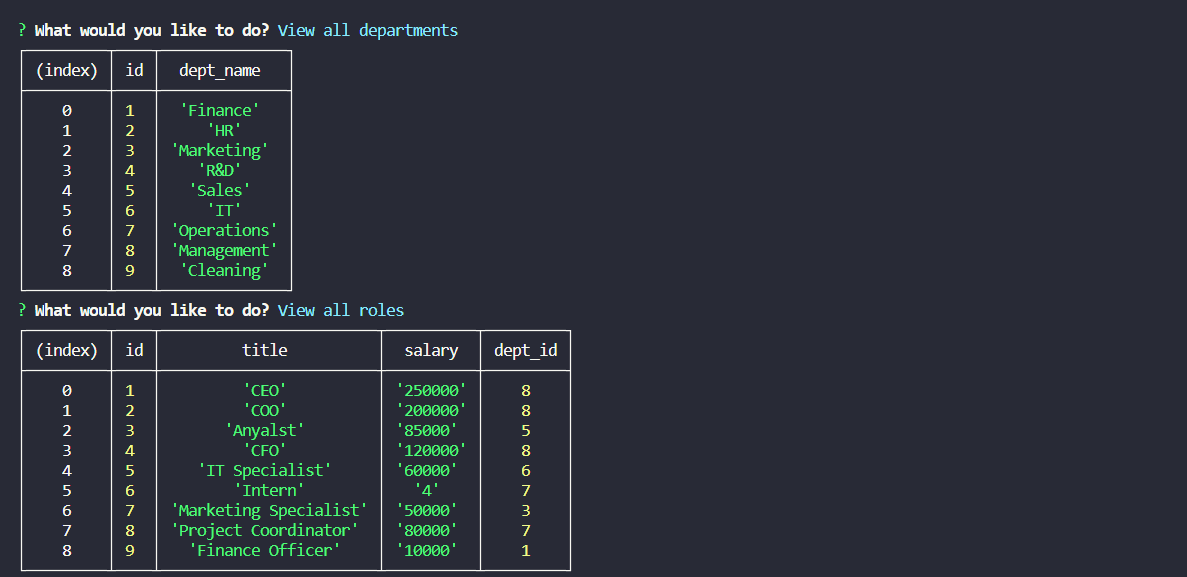 ? What would you like to do? View all departments
(index) id dept_name
0 1 'Finance'
1 2 'HR'
2 3 'Marketing'
3 4 'R&D'
4 5 'Sales'
5 6 'IT'
6 7 'Operations'
7 8 'Management'
8 9 'Cleaning'
? What would you like to do? View all roles
(index) id title salary dept_id
0 1 'CEO' '250000' 8
1 2 'COO' '200000' 8
2 3 'Anyalst' '85000' 5
3 4 'CFO' '120000' 8
4 5 'IT Specialist' '60000' 6
5 6 'Intern' '4' 7
6 7 'Marketing Specialist' '50000' 3
7 8 'Project Coordinator' '80000' 7
8 9 'Finance Officer' '10000' 1